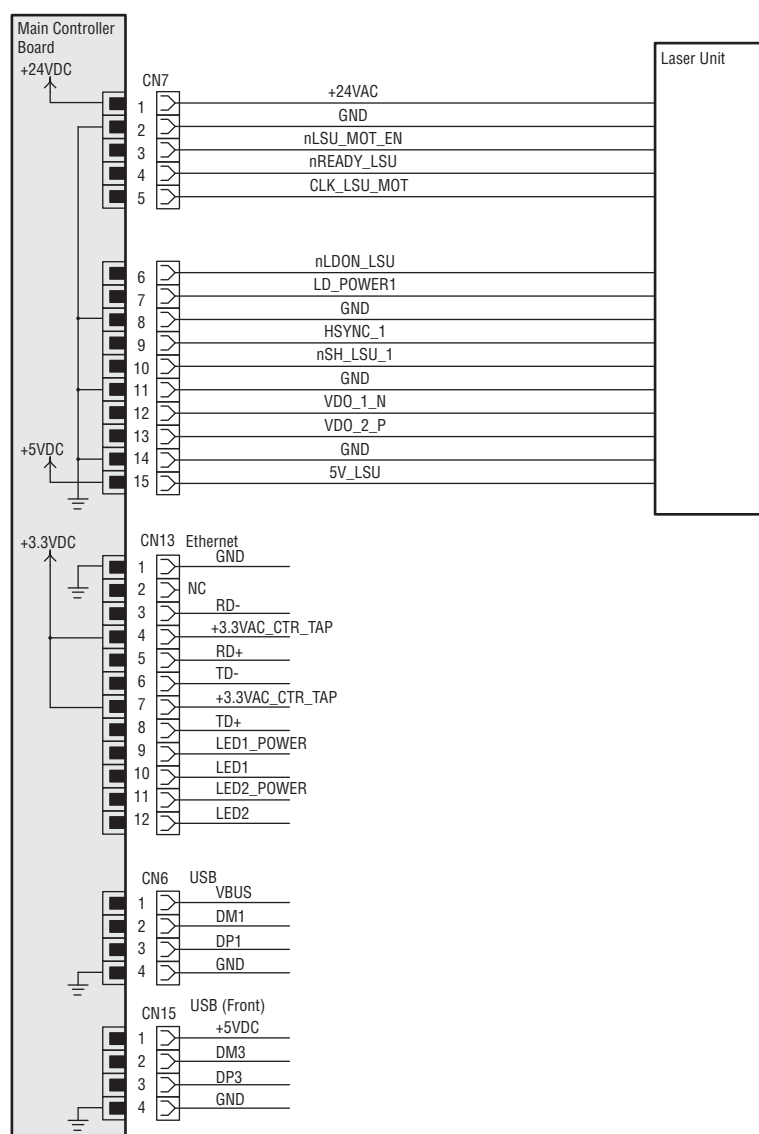 Main Controller
Board
+24VDC
Laser Unit
CN7
1 +24VAC
2 GND
3 nLSU_MOT_EN
4 nREADY_LSU
5 CLK_LSU_MOT
6 nLDON_LSU
7 LD_POWER1
8 GND
9 HSYNC_1
10 nSH_LSU_1
11 GND
12 VDO_1_N
13 VDO_2_P
+5VDC
14 GND
15 5V_LSU
+3.3VDC
CN13 Ethernet
1 GND
2 NC
3 RD-
4 +3.3VAC_CTR_TAP
5 RD+
6 TD-
7 +3.3VAC_CTR_TAP
8 TD+
9 LED1_POWER
10 LED1
11 LED2_POWER
12 LED2
CN6 USB
1 VBUS
2 DM1
3 DP1
4 GND
CN15 USB (Front)
1 +5VDC
2 DM3
3 DP3
4 GND